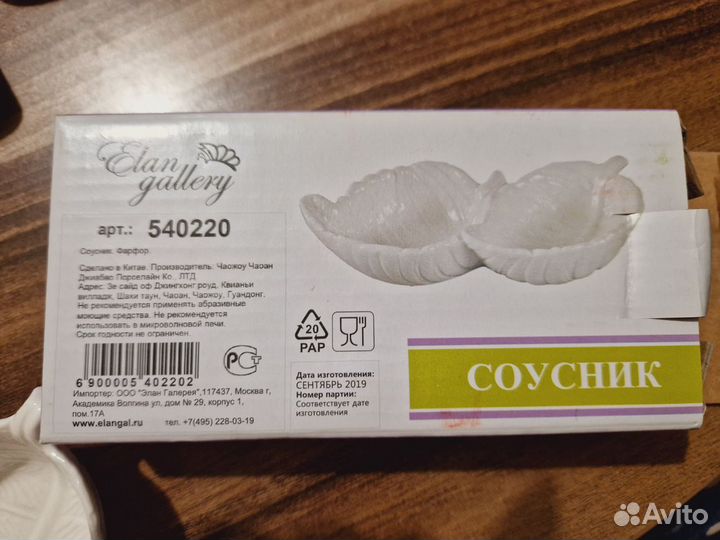 Elan
gallery
арт.: 540220
Соусник. Фарфор.
Сделано в Китае. Производитель: Чаожоу Чаоан
Джиабао Порселайн Ко., ЛТД
Адрес: Зе сайд оф Джингхонг роуд, Квианьи
вилладж, Шахи таун, Чаоан, Чаожоу, Гуандонг.
Не рекомендуется применять абразивные
моющие средства. Не рекомендуется
использовать в микроволновой печи.
Срок годности не ограничен.
6 900005 402202
РСТ
Импортер: ООО "Элан Галерея",117437, Москва г,
Академика Волгина ул, дом № 29, корпус 1,
пом.17А
www.elangal.ru тел. +7(495) 228-03-19
20
PAP
Дата изготовления:
СЕНТЯБРЬ 2019
Номер партии:
Соответствует дате
изготовления
СОУСНИК
Avito